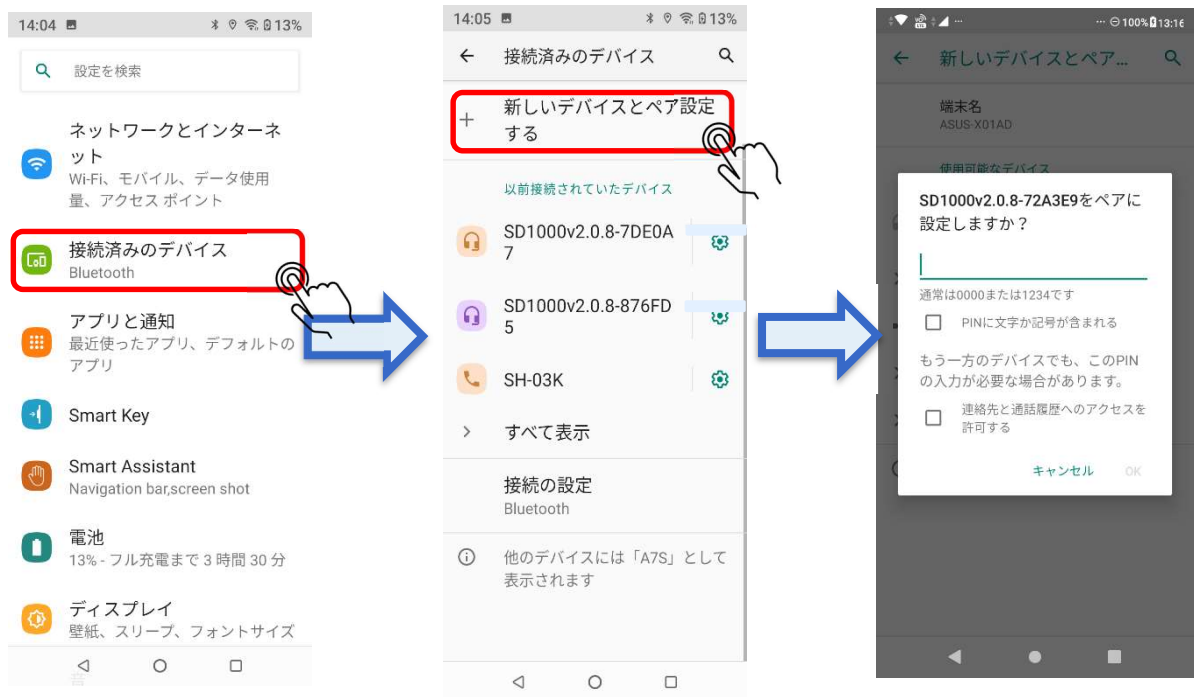 14:04
13%
設定を検索
ネットワークとインターネ
ット
Wi-Fi、モバイル、データ使用
量、アクセス ポイント
接続済みのデバイス
Bluetooth
アプリと通知
最近使ったアプリ、デフォルトの
アプリ
Smart Key
Smart Assistant
Navigation bar,screen shot
電池
13% - フル充電まで 3 時間 30 分
ディスプレイ
壁紙、スリープ、フォントサイズ
音
14:05
13%
接続済みのデバイス
新しいデバイスとペア設定
する
以前接続されていたデバイス
SD1000v2.0.8-7DE0A
7
SD1000v2.0.8-876FD
5
SH-03K
すべて表示
接続の設定
Bluetooth
他のデバイスには「A7S」として
表示されます
100% 13:16
新しいデバイスとペア...
端末名
ASUS-X01AD
使用可能なデバイス
SD1000v2.0.8-72A3E9をペアに
設定しますか？
通常は0000または1234です
PINに文字か記号が含まれる
もう一方のデバイスでも、このPIN
の入力が必要な場合があります。
連絡先と通話履歴へのアクセスを
許可する
キャンセル OK